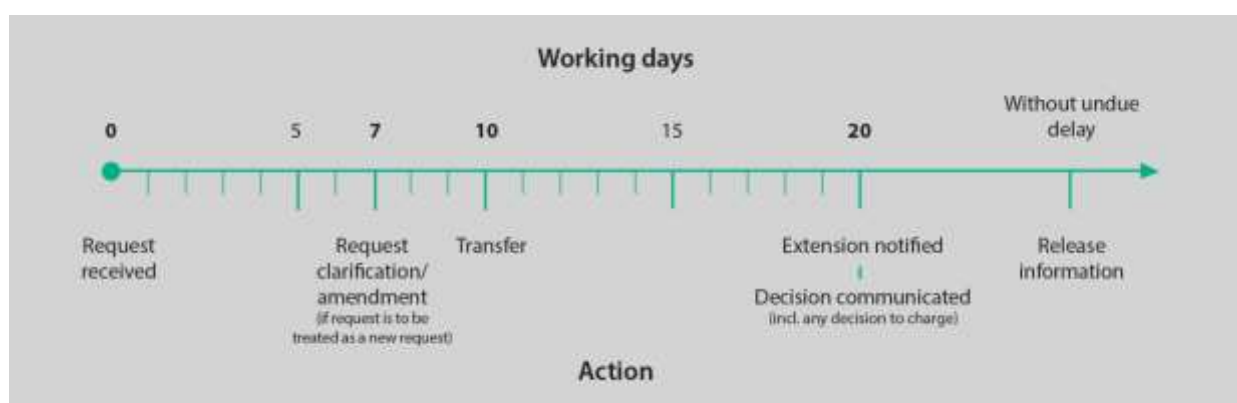 Working days
Without undue
delay
0 5 7 10 15 20
Request
received
Request
clarification/
amendment
(if request is to be
treated as a new request)
Transfer
Extension notified
Decision communicated
(incl. any decision to charge)
Release
information
Action